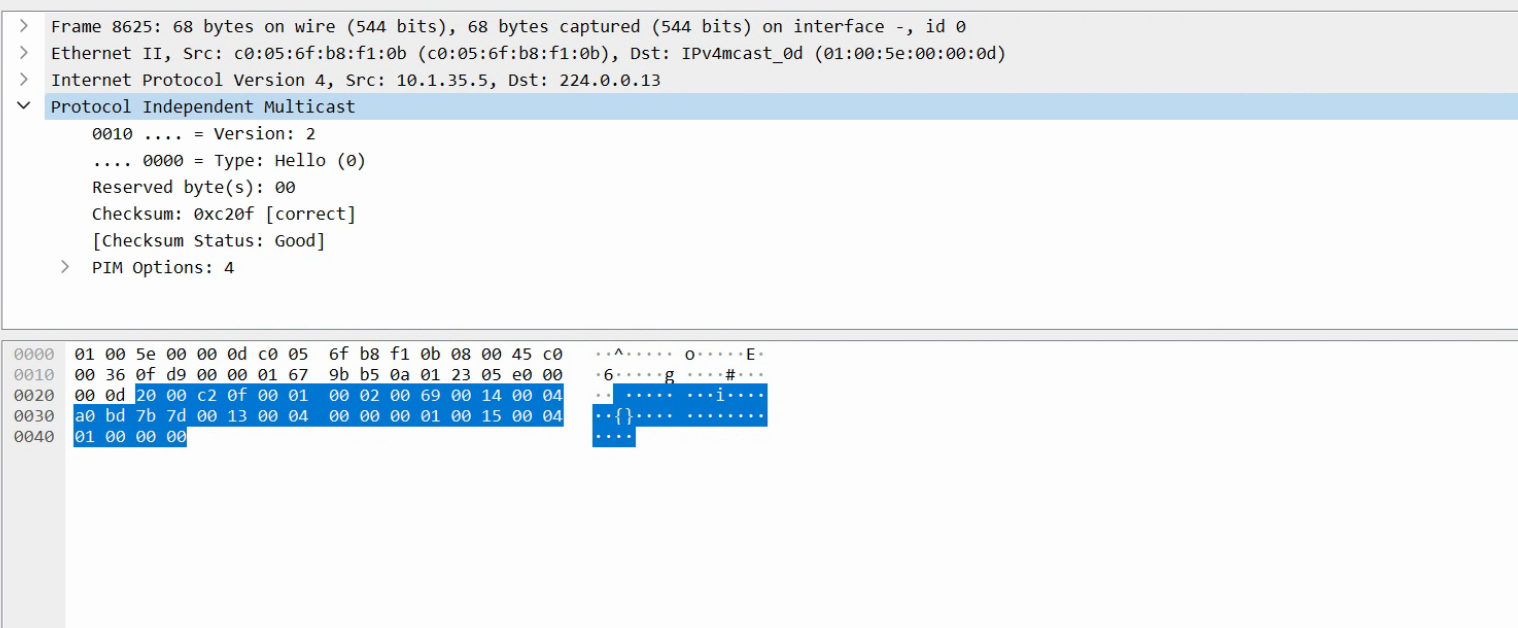 Frame 8625: 68 bytes on wire (544 bits), 68 bytes captured (544 bits) on interface -, id 0
Ethernet II, Src: c0:05:6f:b8:f1:0b (c0:05:6f:b8:f1:0b), Dst: IPv4mcast_0d (01:00:5e:00:00:0d)
Internet Protocol Version 4, Src: 10.1.35.5, Dst: 224.0.0.13
Protocol Independent Multicast
0010 .... = Version: 2
.... 0000 = Type: Hello (0)
Reserved byte(s): 00
Checksum: 0xc20f [correct]
[Checksum Status: Good]
PIM Options: 4
0000 01 00 5e 00 00 0d c0 05 6f b8 f1 0b 08 00 45 c0 ··^····· o·····E·
0010 00 36 0f d9 00 00 01 67 9b b5 0a 01 23 05 e0 00 ·6·····g ····#···
0020 00 0d 20 00 c2 0f 00 01 00 02 00 69 00 14 00 04 ·· ····· ···i····
0030 a0 bd 7b 7d 00 13 00 04 00 00 00 01 00 15 00 04 ··{}···· ········
0040 01 00 00 00 ····